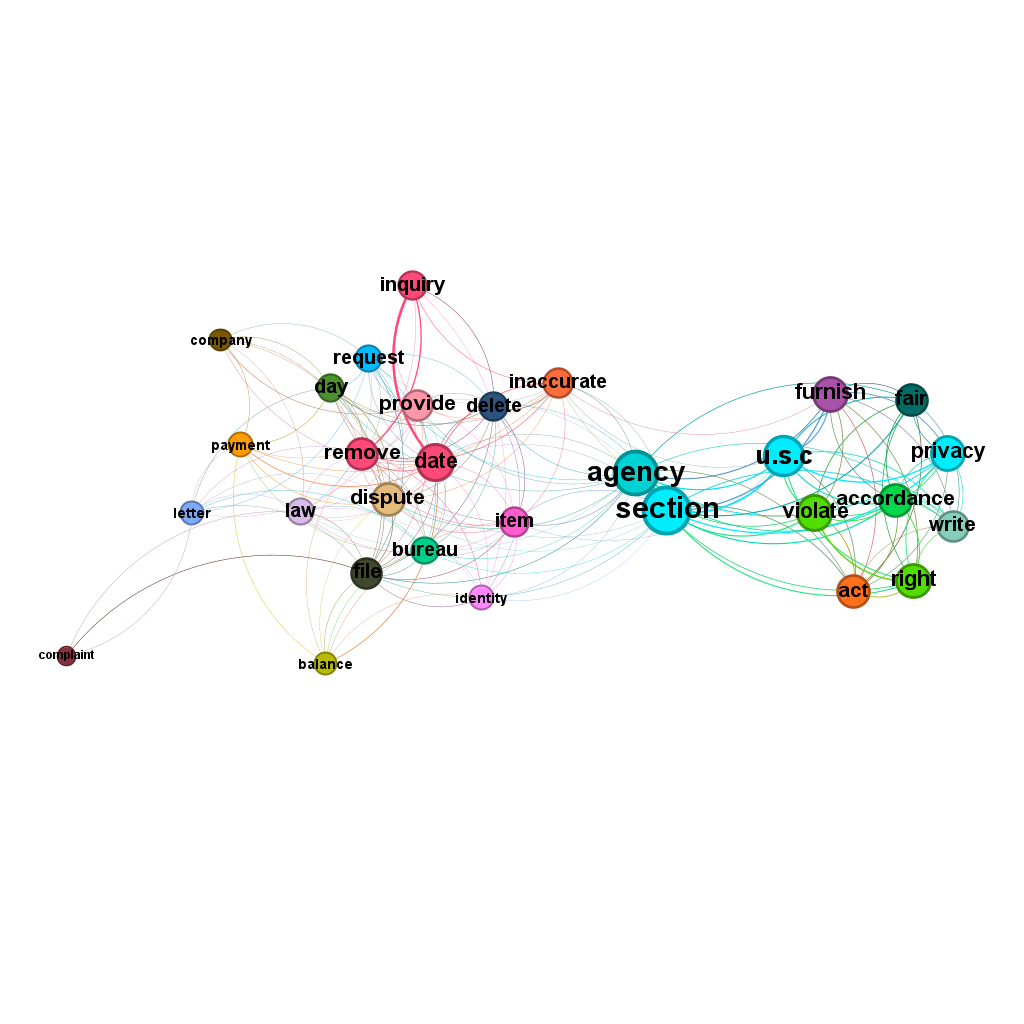 inquiry
company
request
day
provide
delete
inaccurate
furnish
fair
payment
remove
date
agency
u.s.c
privacy
letter
law
dispute
item
section
violate
accordance
write
bureau
file
identity
act
right
complaint
balance